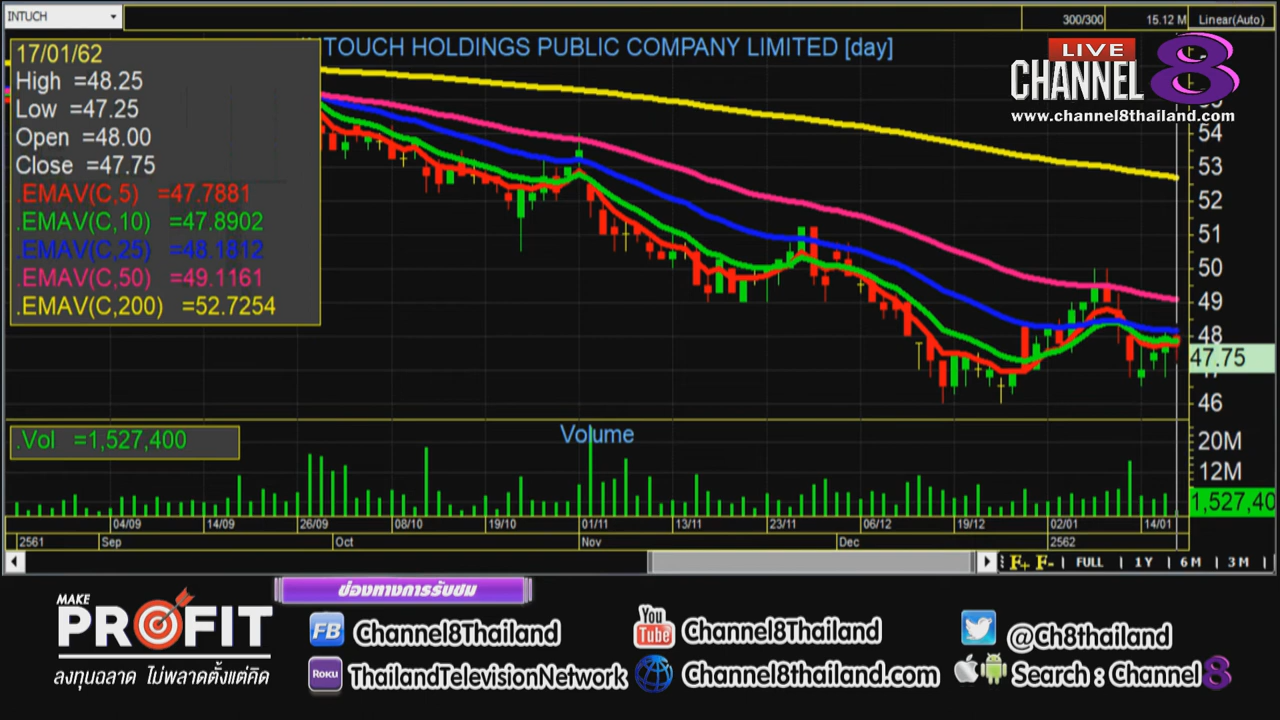 INTUCH
300/300
15.12 M
Linear(Auto)
TOUCH HOLDINGS PUBLIC COMPANY LIMITED [day]
17/01/62
High =48.25
Low =47.25
Open =48.00
Close =47.75
.EMAV(C,5) =47.7881
.EMAV(C,10) =47.8902
.EMAV(C,25) =48.1812
.EMAV(C,50) =49.1161
.EMAV(C,200) =52.7254
LIVE
CHANNEL 8
www.channel8thailand.com
54
53
52
51
50
49
48
47.75
46
.Vol =1,527,400
Volume
20M
12M
1,527,40
04/09 14/09 26/09 08/10 19/10 01/11 13/11 23/11 06/12 19/12 02/01 14/01
2561 Sep Oct Nov Dec 2562
F+ F- | FULL | 1 Y | 6 M | 3 M |
MAKE
PROFIT
ลงทุนฉลาด ไม่พลาดตั้งแต่คิด
ช่องทางการรับชม
FB Channel8Thailand
You Tube Channel8Thailand
@Ch8thailand
ROKU ThailandTelevisionNetwork
Channel8Thailand.com
Search : Channel 8